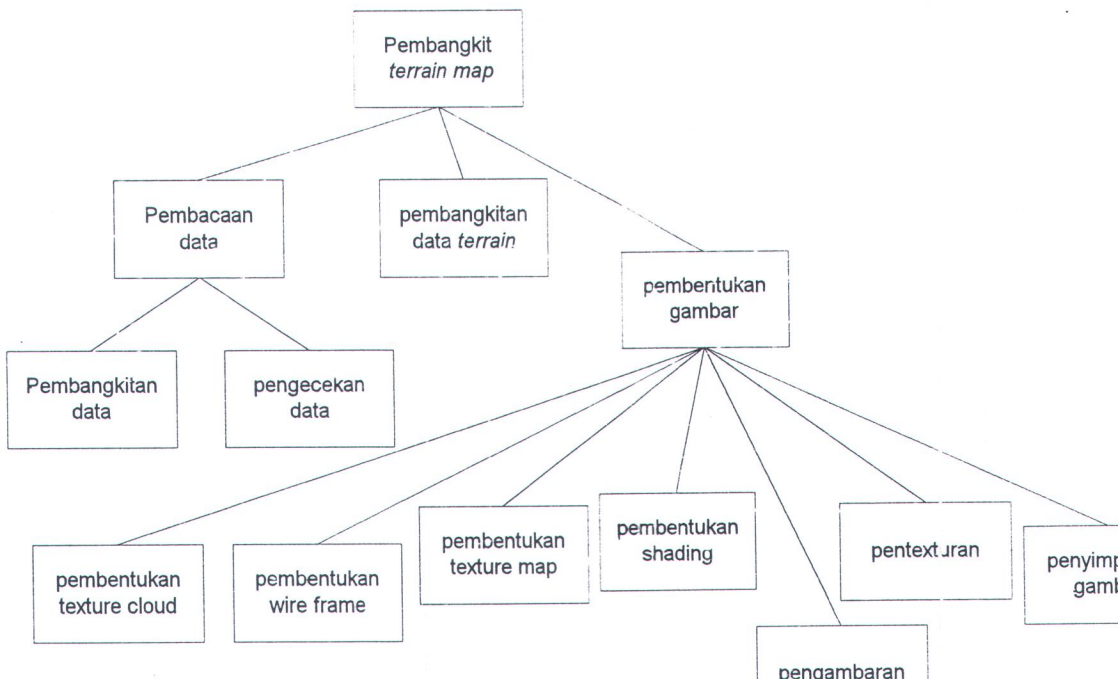 Pembangkit
terrain map
Pembacaan
data
pembangkitan
data terrain
pembentukan
gambar
Pembangkitan
data
pengecekan
data
pembentukan
texture cloud
pembentukan
wire frame
pembentukan
texture map
pembentukan
shading
pengambaran
pentexturan